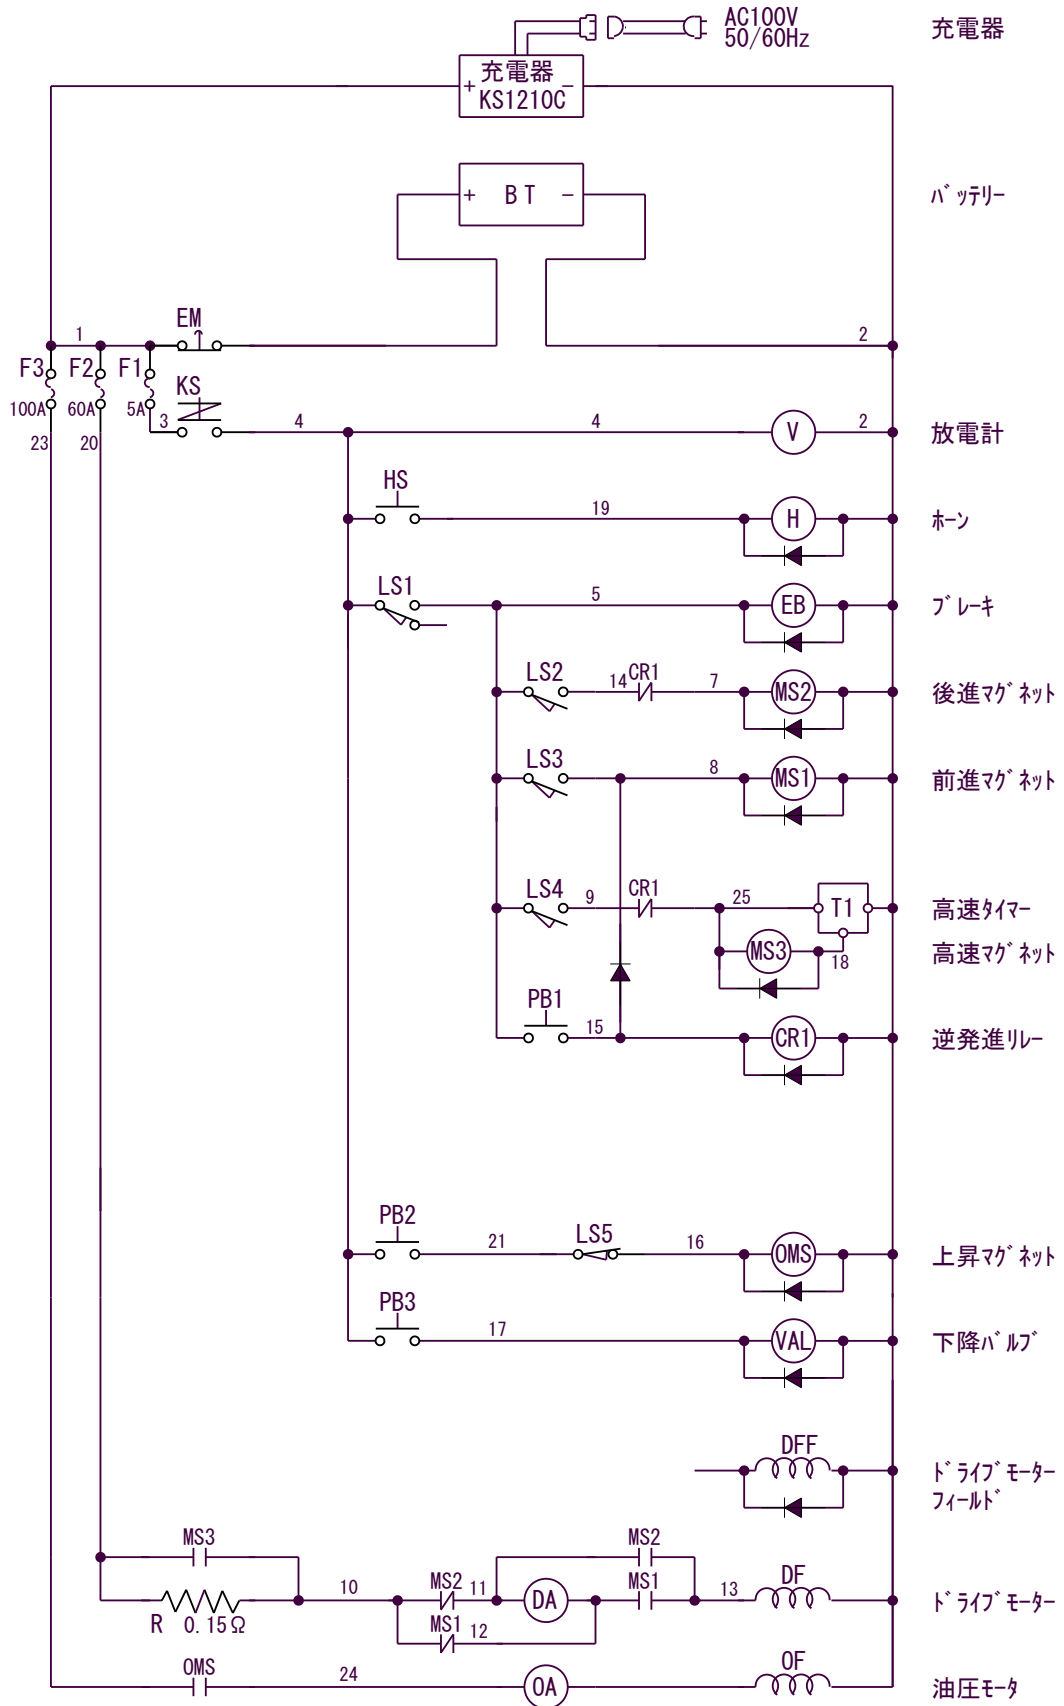 AC100V
50/60Hz
充電器
充電器
+ −
KS1210C
+ BT −
バッテリー
EM
1
2
F3 F2 F1
KS
100A 60A 5A
3
4
4
V
2
放電計
23 20
HS
19
H
ホーン
LS1
5
EB
ブレーキ
LS2
14
CR1
7
MS2
後進マグネット
LS3
8
MS1
前進マグネット
LS4
9
CR1
25
T1
高速タイマー
MS3
18
高速マグネット
PB1
15
CR1
逆発進リレー
PB2
21
LS5
16
OMS
上昇マグネット
PB3
17
VAL
下降バルブ
DFF
ドライブモーター
フィールド
MS3
MS2
R 0.15Ω
10
MS2
11
DA
MS1
13
DF
ドライブモーター
MS1
12
OMS
24
OA
OF
油圧モータ